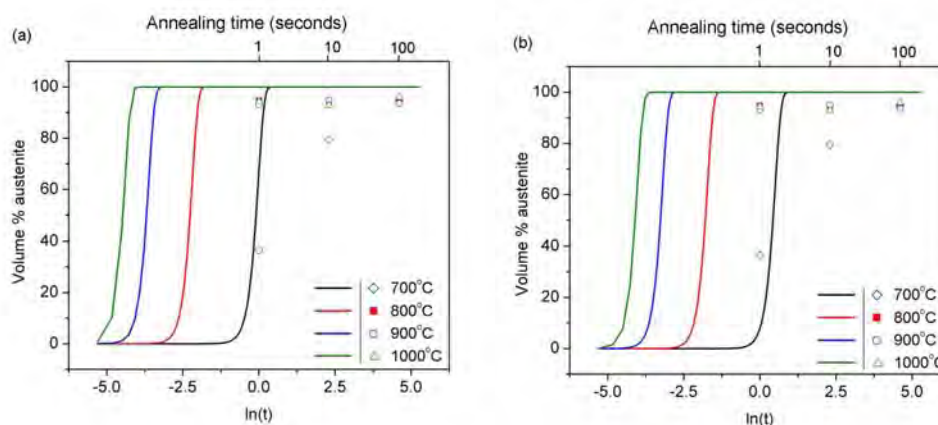 (a)
Annealing time (seconds)
1 10 100
100
80
60
40
20
0
Volume % austenite
700°C
800°C
900°C
1000°C
-5.0 -2.5 0.0 2.5 5.0
ln(t)
(b)
Annealing time (seconds)
1 10 100
100
80
60
40
20
0
Volume % austenite
700°C
800°C
900°C
1000°C
-5.0 -2.5 0.0 2.5 5.0
ln(t)